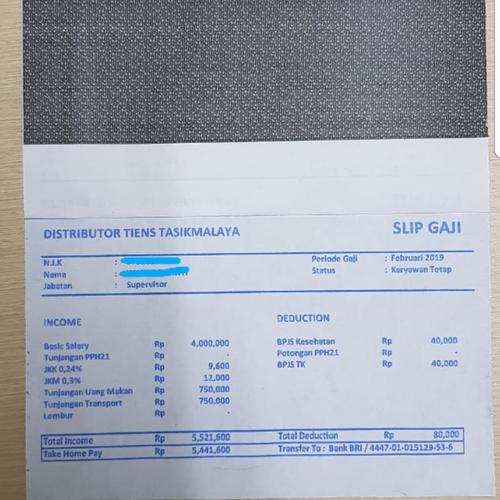 DISTRIBUTOR TIENS TASIKMALAYA SLIP GAJI
N.I.K : Periode Gaji : Februari 2019
Nama : Status : Karyawan Tetap
Jabatan : Supervisor
INCOME DEDUCTION
Basic Salery Rp 4,000,000 BPJS Kesehatan Rp 40,000
Tunjangan PPH21 Rp - Potongan PPH21 Rp -
JKK 0,24% Rp 9,600 BPJS TK Rp 40,000
JKM 0,3% Rp 12,000
Tunjangan Uang Makan Rp 750,000
Tunjangan Transport Rp 750,000
Lembur Rp -
Total Income Rp 5,521,600 Total Deduction Rp 80,000
Take Home Pay Rp 5,441,600 Transfer To : Bank BRI / 4447-01-015129-53-6